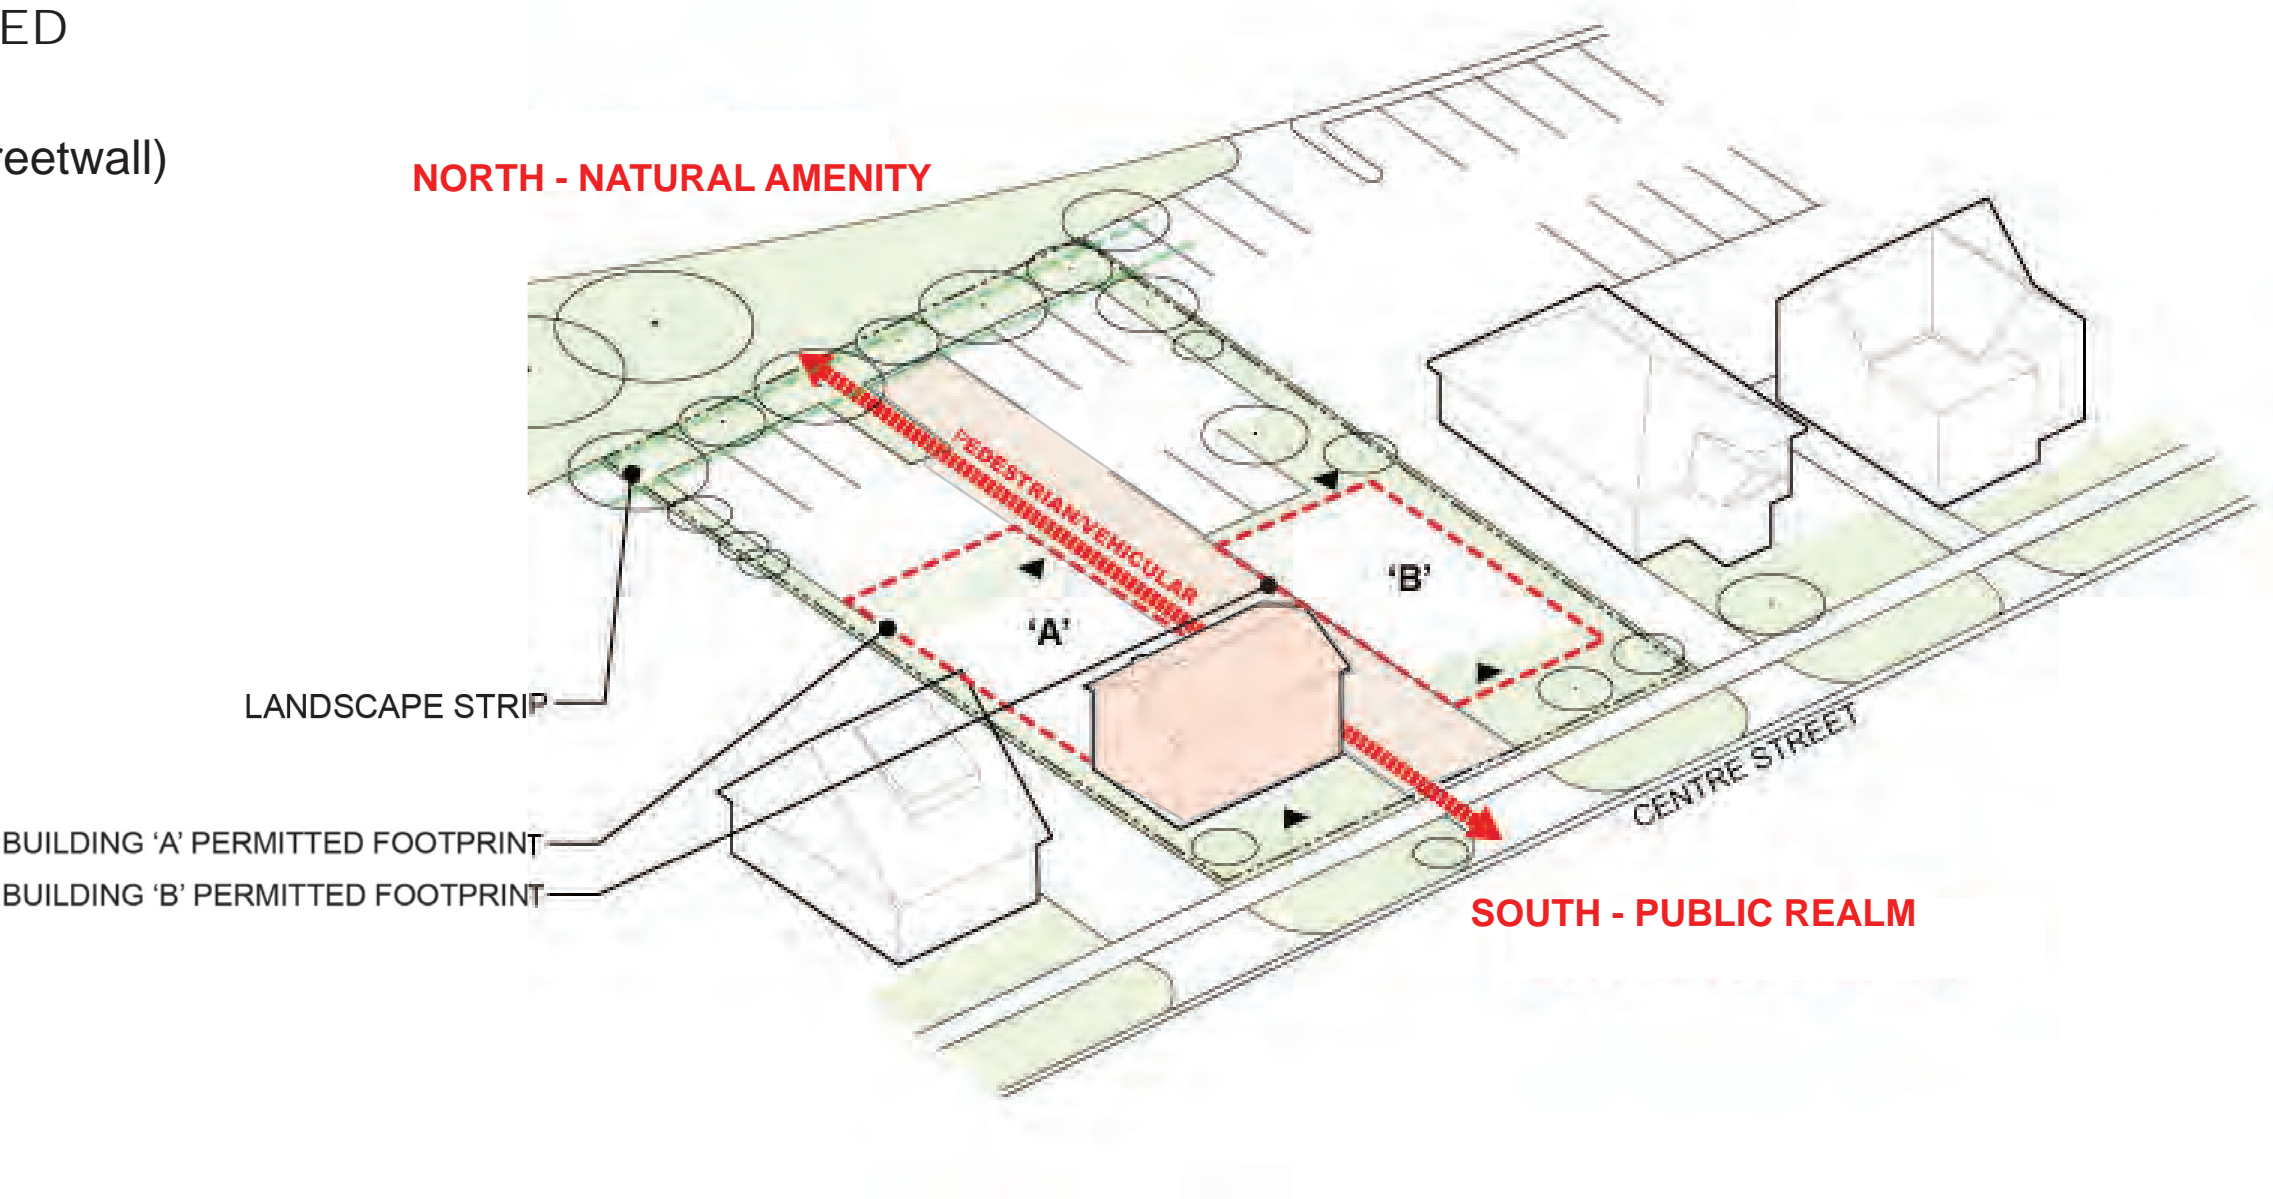 ED
reetwall)
NORTH - NATURAL AMENITY
PEDESTRIAN/VEHICULAR
‘B’
‘A’
LANDSCAPE STRIP
CENTRE STREET
BUILDING ‘A’ PERMITTED FOOTPRINT
BUILDING ‘B’ PERMITTED FOOTPRINT
SOUTH - PUBLIC REALM